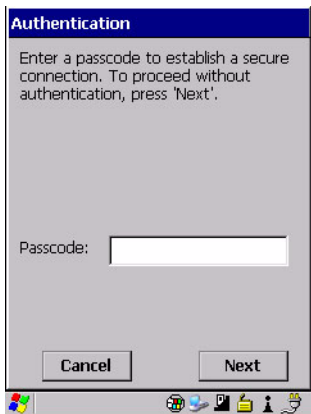 Authentication
Enter a passcode to establish a secure
connection. To proceed without
authentication, press 'Next'.
Passcode:
Cancel
Next